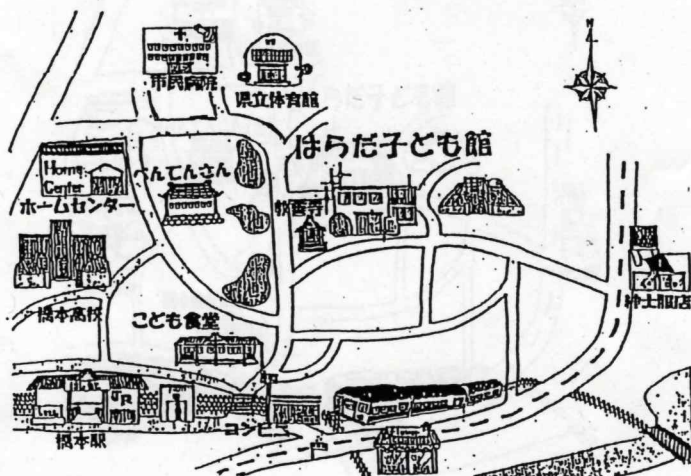 市民病院
県立体育館
N
はらだ子ども館
Home
Center
べんてんさん
ホームセンター
教善寺
橋本高校
紳士服店
こども食堂
JR
橋本駅
コンビニ